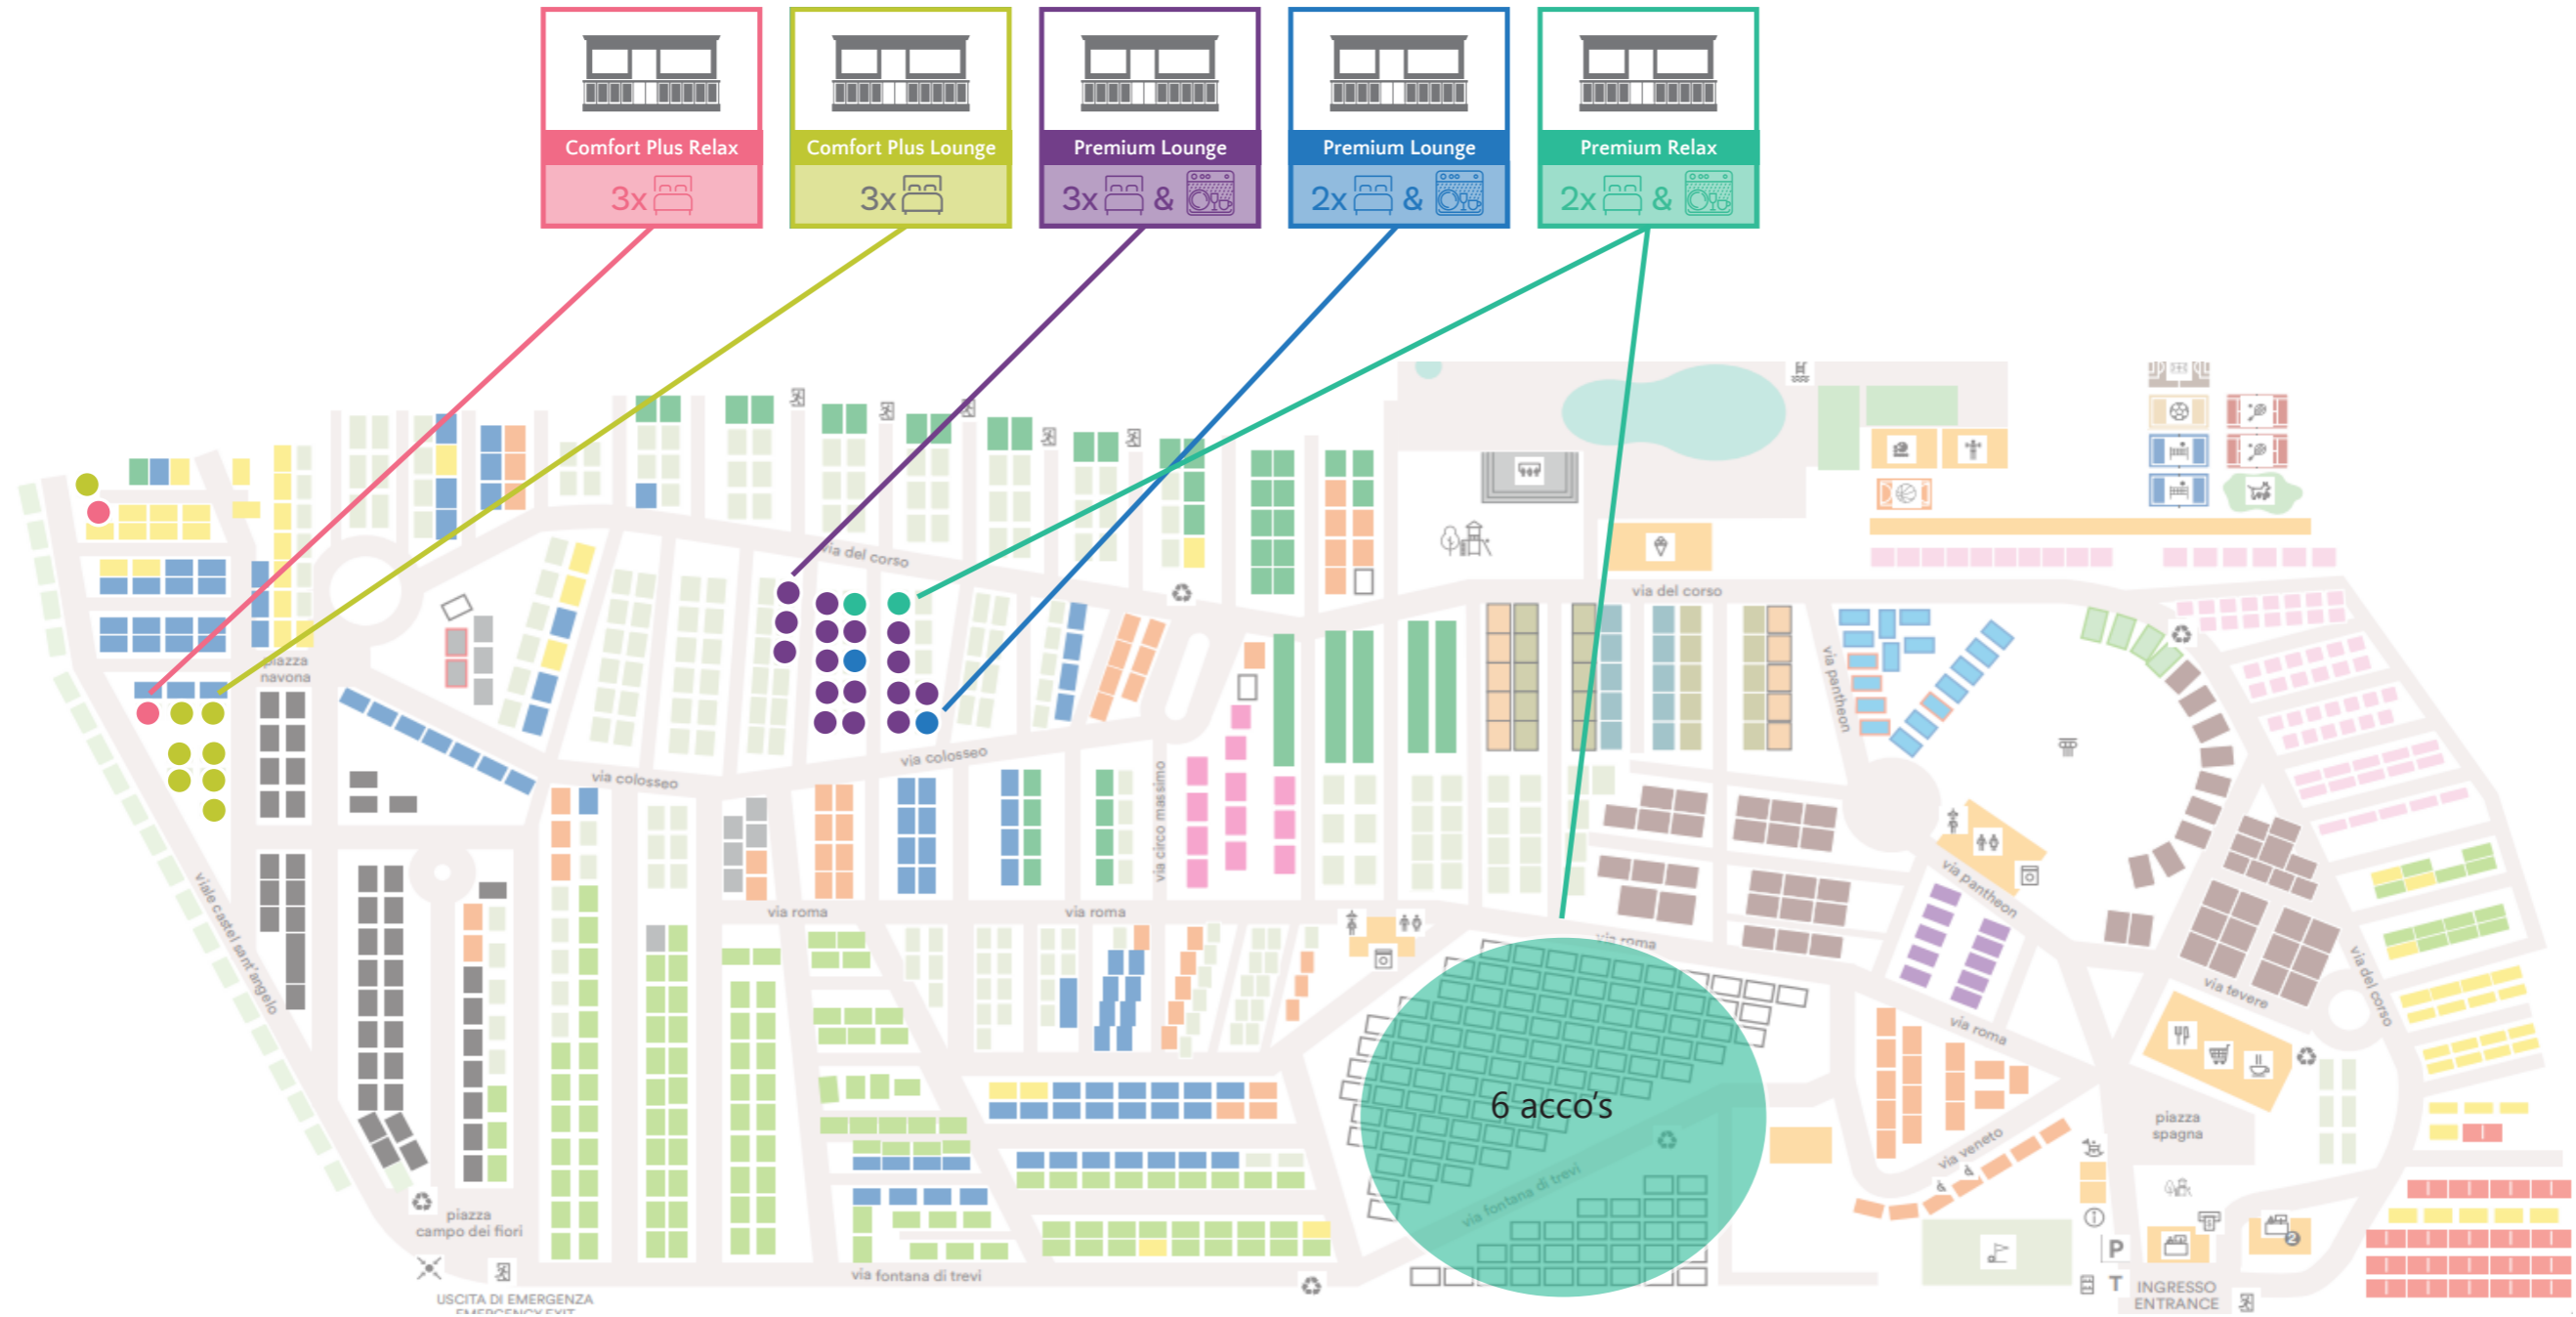 Comfort Plus Relax
3x
Comfort Plus Lounge
3x
Premium Lounge
3x &
Premium Lounge
2x &
Premium Relax
2x &
via del corso
via del corso
piazza
navona
via pantheon
via colosseo
via colosseo
via circo massimo
viale castel sant'angelo
via roma
via roma
via roma
via pantheon
via del corso
via tevere
via roma
6 acco's
piazza
spagna
via veneto
via fontana di trevi
piazza
campo dei fiori
via fontana di trevi
2
P
T
INGRESSO
ENTRANCE
USCITA DI EMERGENZA
EMERGENCY EXIT